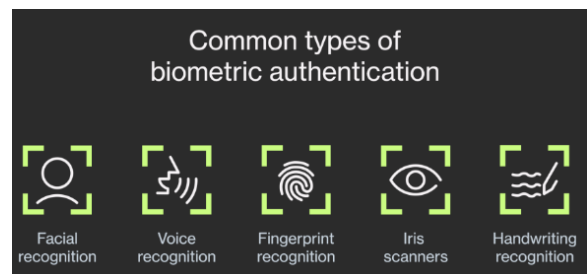 Common types of
biometric authentication
Facial
recognition
Voice
recognition
Fingerprint
recognition
Iris
scanners
Handwriting
recognition